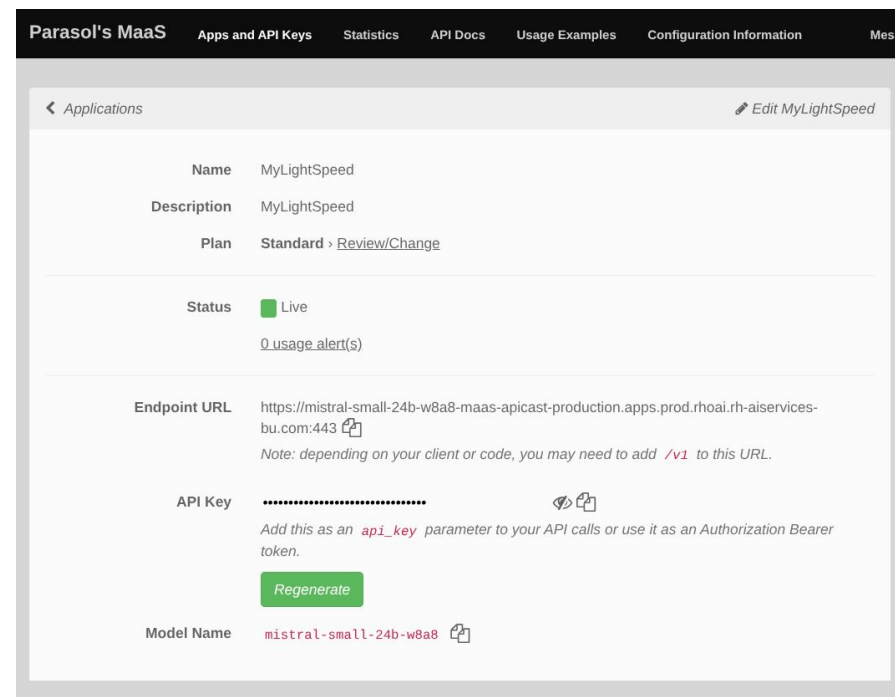 Parasol's MaaS Apps and API Keys Statistics API Docs Usage Examples Configuration Information Mes
Applications Edit MyLightSpeed
Name MyLightSpeed
Description MyLightSpeed
Plan Standard › Review/Change
Status Live
0 usage alert(s)
Endpoint URL https://mistral-small-24b-w8a8-maas-apicast-production.apps.prod.rhoai.rh-aiservices-
bu.com:443
Note: depending on your client or code, you may need to add /v1 to this URL.
API Key ••••••••••••••••••••••••••••••••
Add this as an api_key parameter to your API calls or use it as an Authorization Bearer
token.
Regenerate
Model Name mistral-small-24b-w8a8